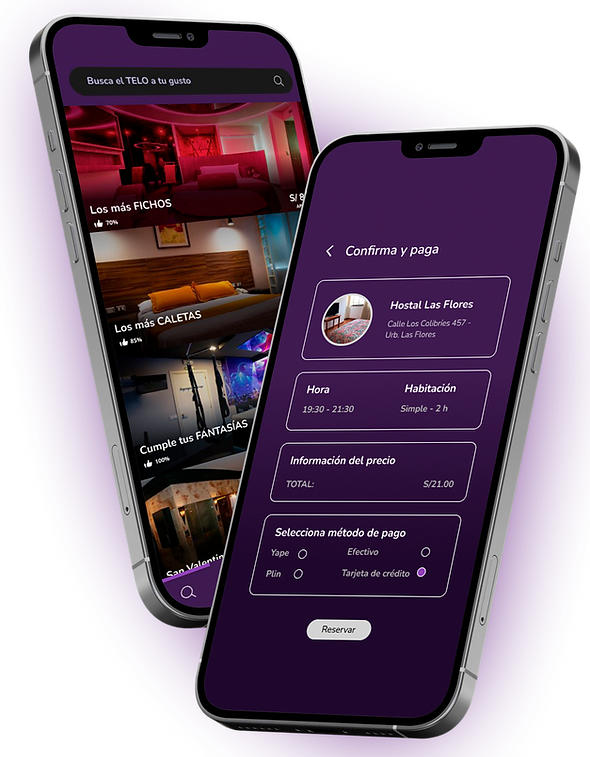 Busca el TELO a tu gusto
Los más FICHOS
S/ 8
70%
Los más CALETAS
85%
Cumple tus FANTASÍAS
100%
San Valentin
Confirma y paga
Hostal Las Flores
Calle Los Colibríes 457 -
Urb. Las Flores
Hora
Habitación
19:30 - 21:30
Simple - 2 h
Información del precio
TOTAL:
S/21.00
Selecciona método de pago
Yape
Efectivo
Plin
Tarjeta de crédito
Reservar